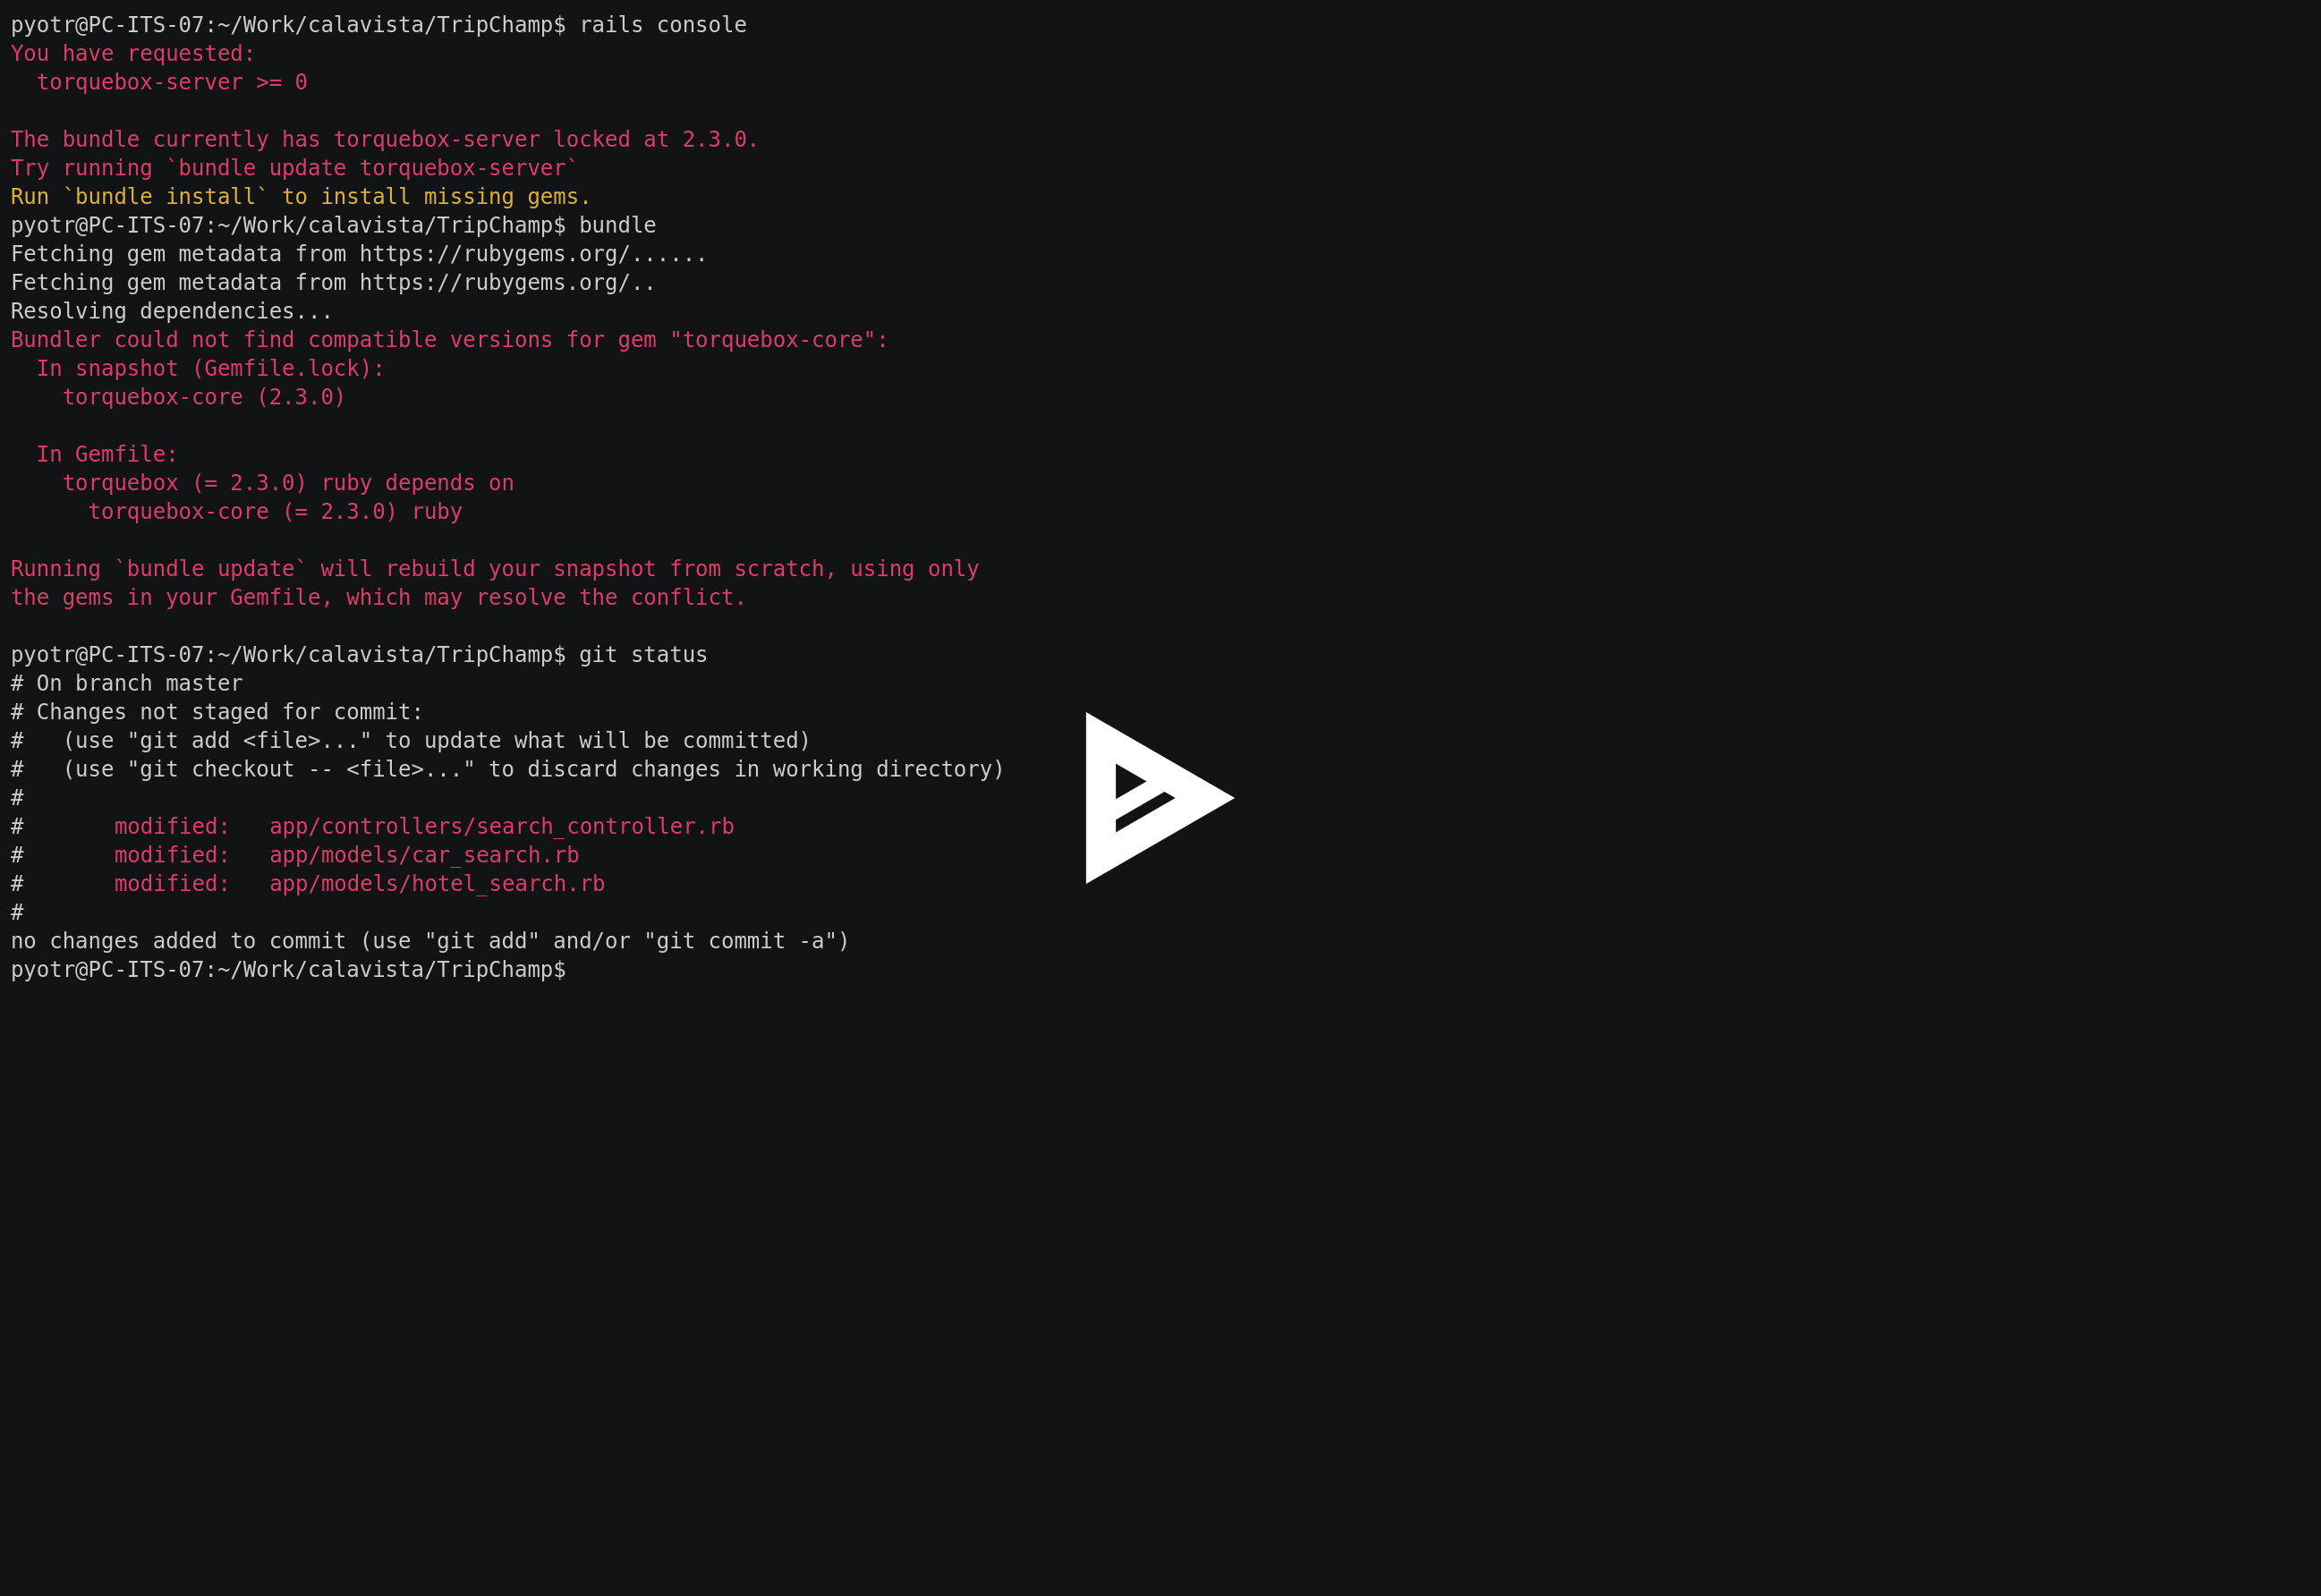 pyotr@PC-ITS-07:~/Work/calavista/TripChamp$ rails console
You have requested:
  torquebox-server >= 0

The bundle currently has torquebox-server locked at 2.3.0.
Try running `bundle update torquebox-server`
Run `bundle install` to install missing gems.
pyotr@PC-ITS-07:~/Work/calavista/TripChamp$ bundle
Fetching gem metadata from https://rubygems.org/......
Fetching gem metadata from https://rubygems.org/..
Resolving dependencies...
Bundler could not find compatible versions for gem "torquebox-core":
  In snapshot (Gemfile.lock):
    torquebox-core (2.3.0)

  In Gemfile:
    torquebox (= 2.3.0) ruby depends on
      torquebox-core (= 2.3.0) ruby

Running `bundle update` will rebuild your snapshot from scratch, using only
the gems in your Gemfile, which may resolve the conflict.

pyotr@PC-ITS-07:~/Work/calavista/TripChamp$ git status
# On branch master
# Changes not staged for commit:
#   (use "git add <file>..." to update what will be committed)
#   (use "git checkout -- <file>..." to discard changes in working directory)
#
#       modified:   app/controllers/search_controller.rb
#       modified:   app/models/car_search.rb
#       modified:   app/models/hotel_search.rb
#
no changes added to commit (use "git add" and/or "git commit -a")
pyotr@PC-ITS-07:~/Work/calavista/TripChamp$